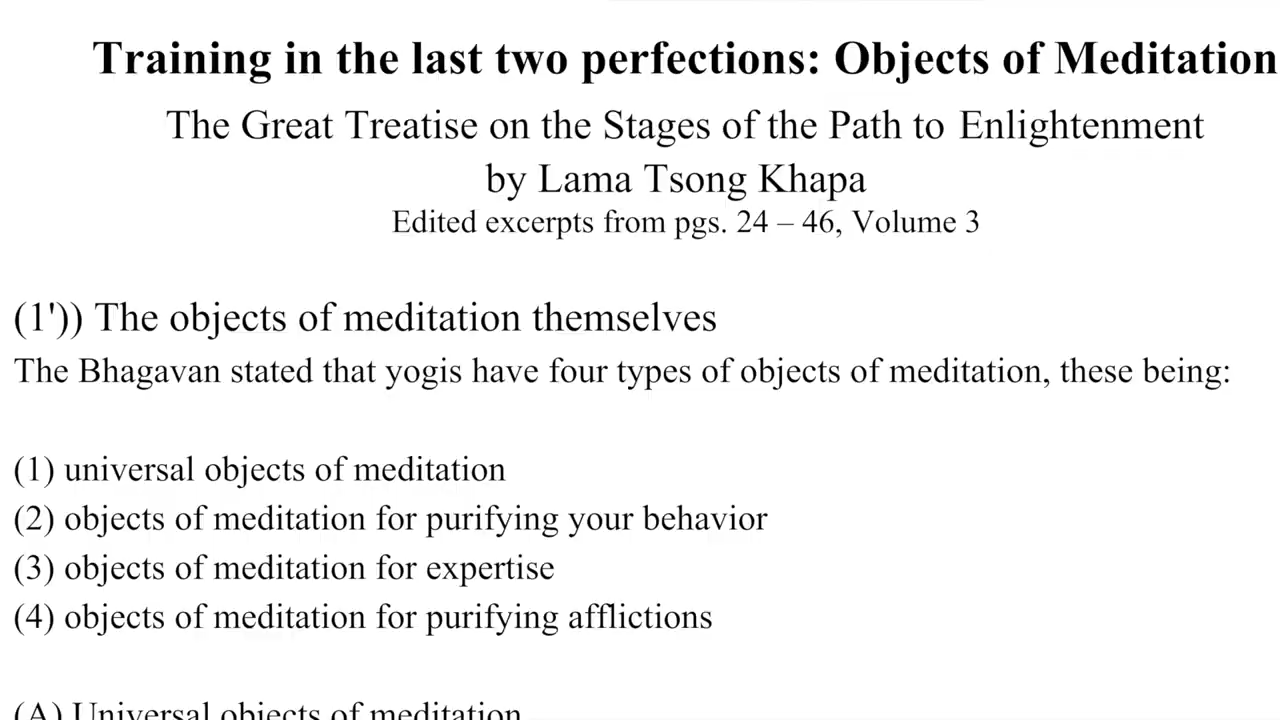 Training in the last two perfections: Objects of Meditation
The Great Treatise on the Stages of the Path to Enlightenment
by Lama Tsong Khapa
Edited excerpts from pgs. 24 – 46, Volume 3
(1')) The objects of meditation themselves
The Bhagavan stated that yogis have four types of objects of meditation, these being:
(1) universal objects of meditation
(2) objects of meditation for purifying your behavior
(3) objects of meditation for expertise
(4) objects of meditation for purifying afflictions
(A) Universal objects of meditation